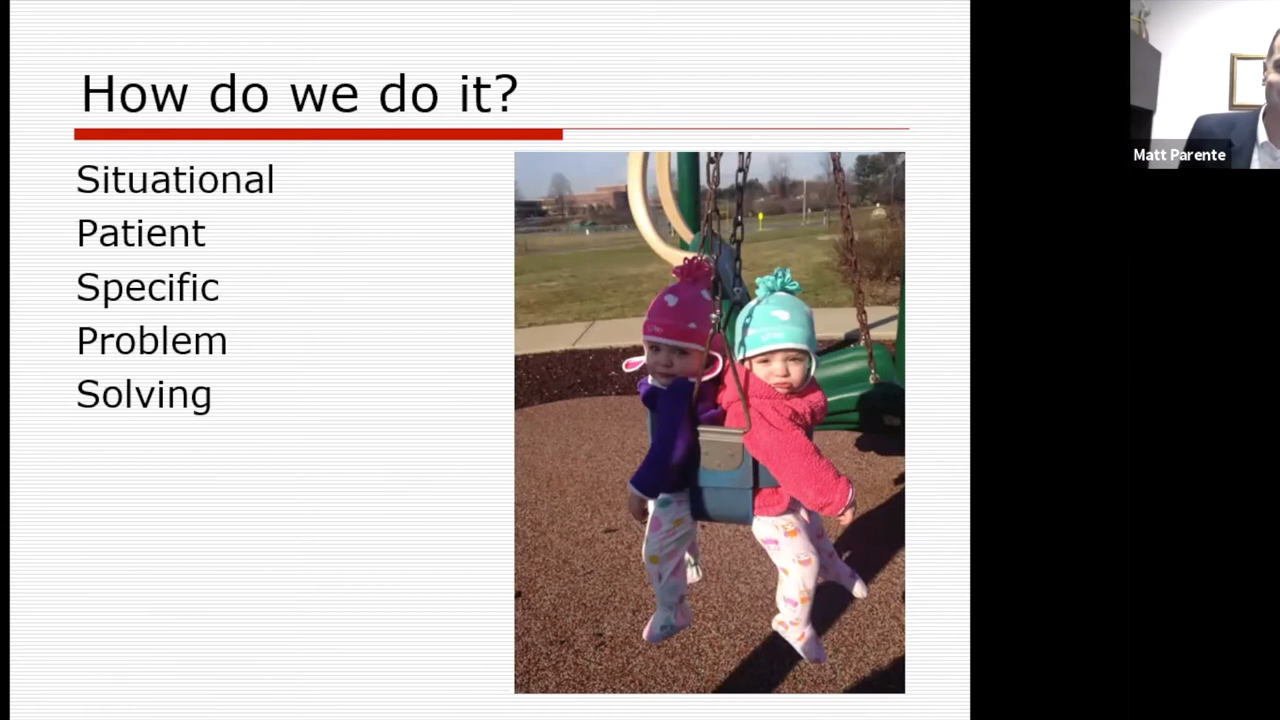 How do we do it?
Situational
Patient
Specific
Problem
Solving
Matt Parente